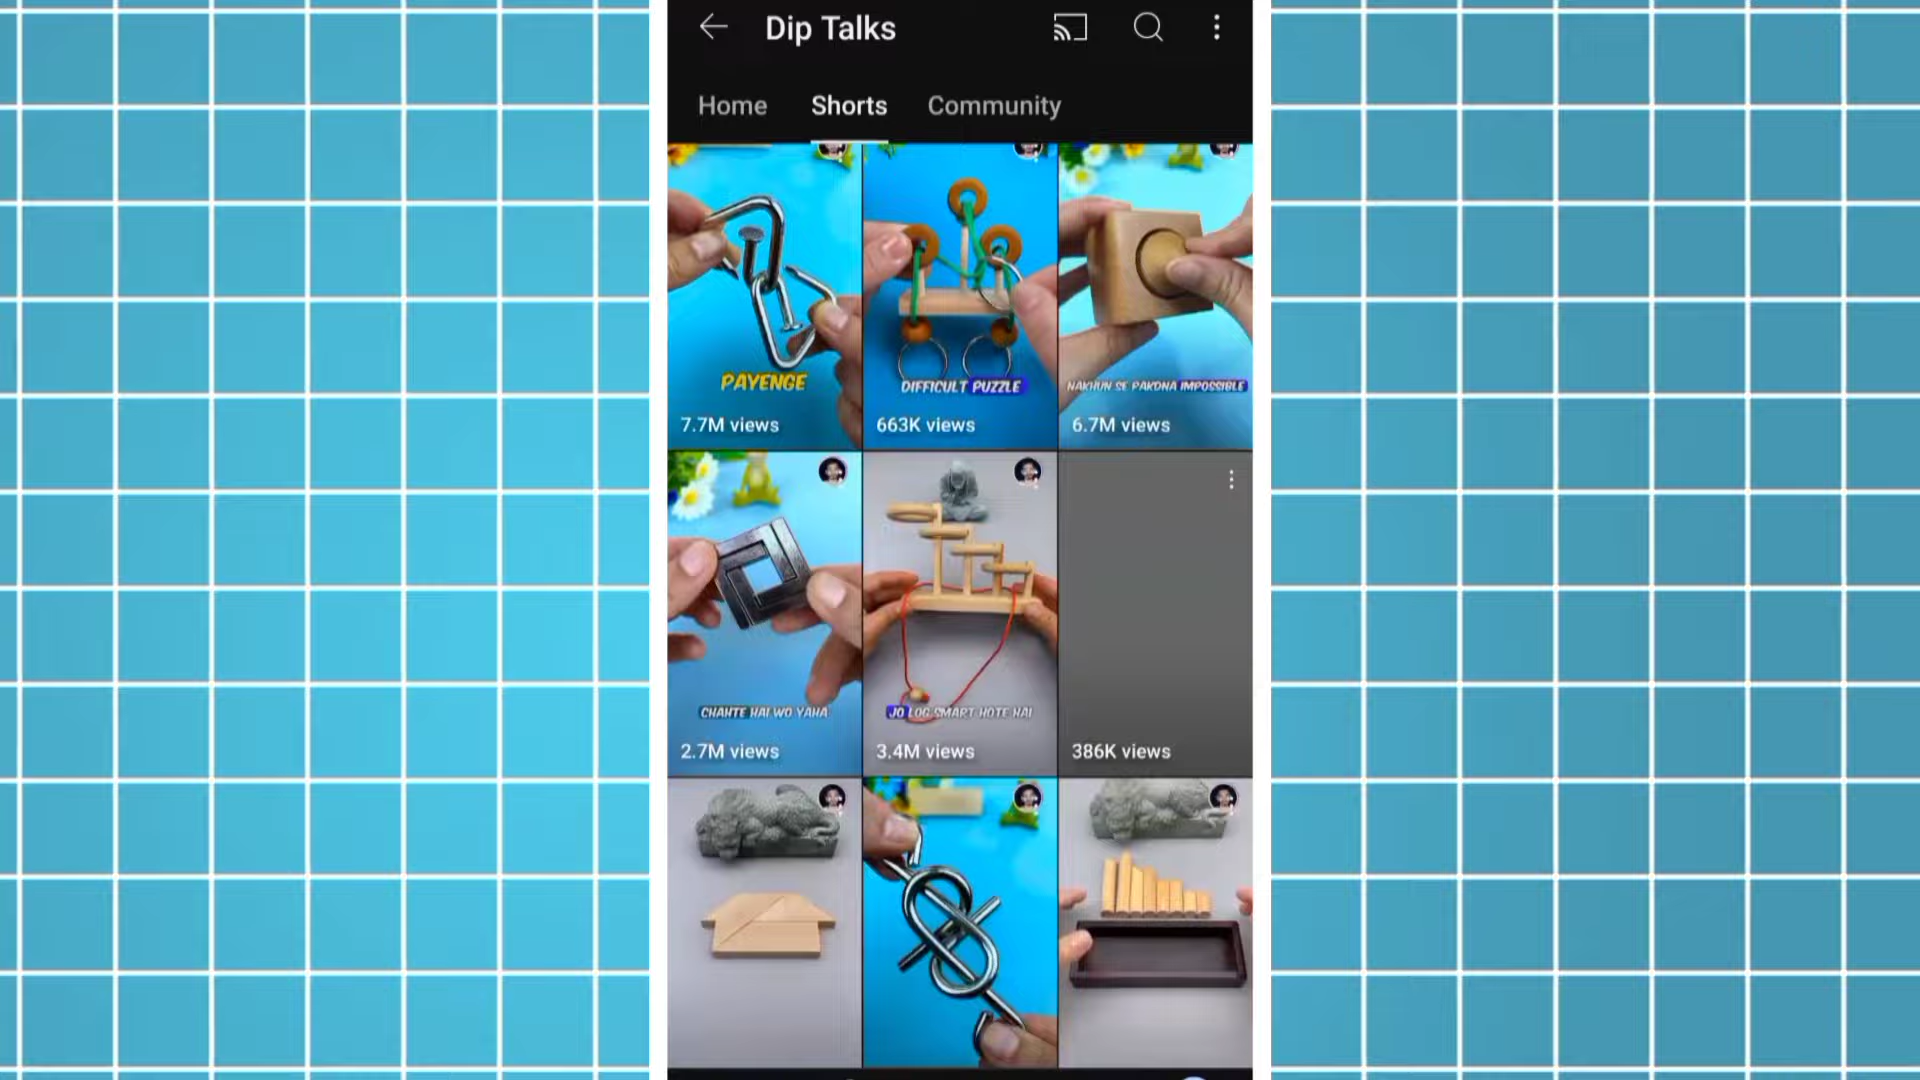 Dip Talks
Home Shorts Community
PAYENGE
7.7M views
DIFFICULT PUZZLE
663K views
NAKHUN SE PAKDNA IMPOSSIBLE
6.7M views
CHAHTE HAI WO YAHA
2.7M views
JO LOG SMART HOTE HAI
3.4M views
386K views